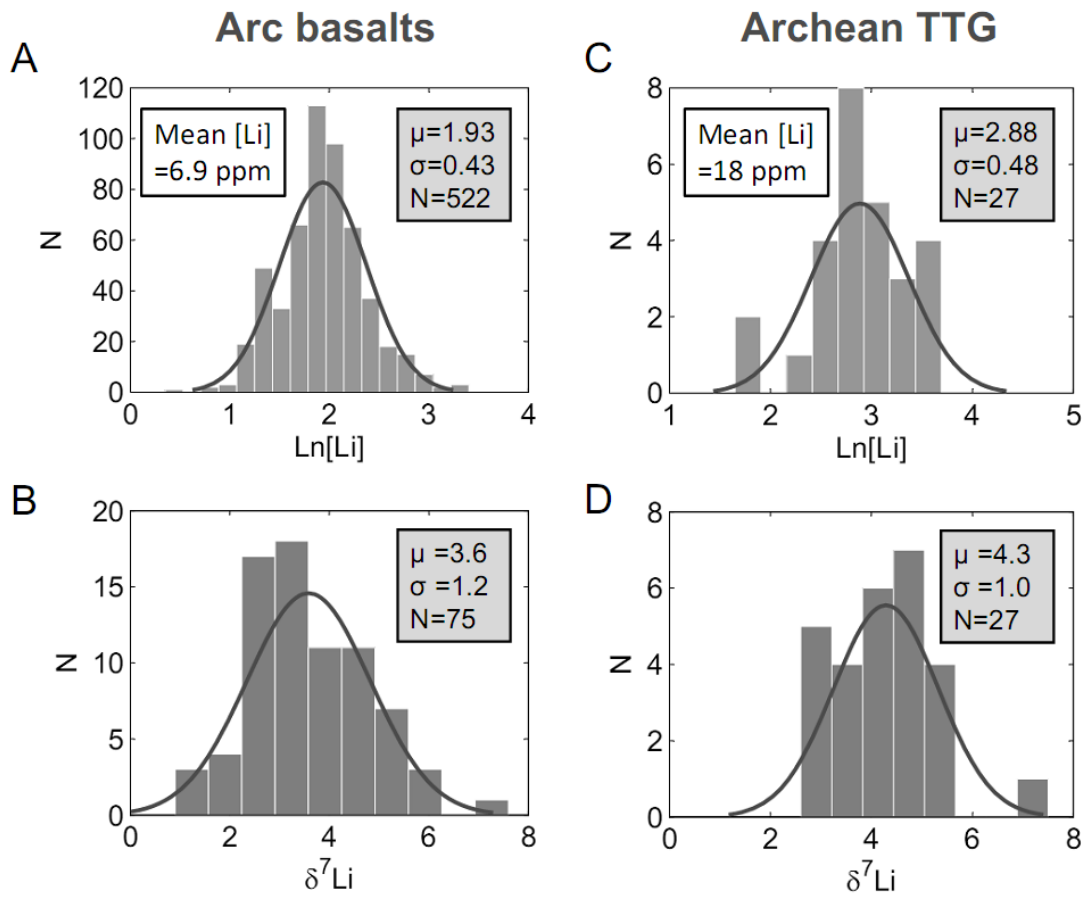 Arc basalts
Archean TTG
A
120
100
80
60
40
20
0
N
Mean [Li]
=6.9 ppm
μ=1.93
σ=0.43
N=522
0 1 2 3 4
Ln[Li]
C
8
6
4
2
0
N
Mean [Li]
=18 ppm
μ=2.88
σ=0.48
N=27
1 2 3 4 5
Ln[Li]
B
20
15
10
5
0
N
μ =3.6
σ =1.2
N=75
0 2 4 6 8
δ⁷Li
D
8
6
4
2
0
N
μ =4.3
σ =1.0
N=27
0 2 4 6 8
δ⁷Li